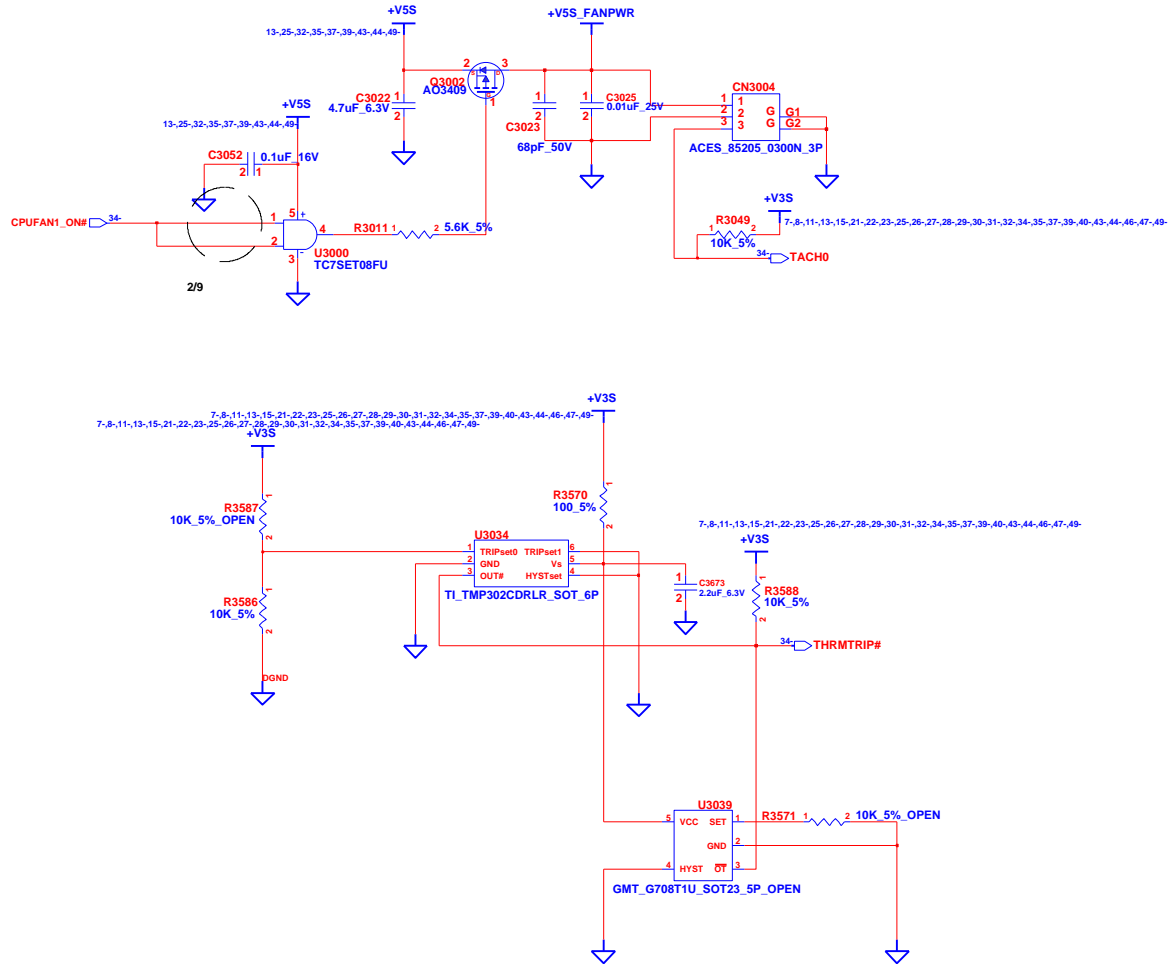 +V5S
+V5S_FANPWR
13-,25-,32-,35-,37-,39-,43-,44-,49-
2
3
Q3002
AO3409
S
D
G
1
C3022
4.7uF_6.3V
1
2
1
2
C3023
68pF_50V
1
2
C3025
0.01uF_25V
CN3004
1
2
3
1
2
3
G
G
G1
G2
ACES_85205_0300N_3P
+V5S
13-,25-,32-,35-,37-,39-,43-,44-,49-
C3052
0.1uF_16V
2
1
CPUFAN1_ON#
34-
1
2
5
+
4
3
-
U3000
TC7SET08FU
R3011
1
2
5.6K_5%
2/9
+V3S
7-,8-,11-,13-,15-,21-,22-,23-,25-,26-,27-,28-,29-,30-,31-,32-,34-,35-,37-,39-,40-,43-,44-,46-,47-,49-
R3049
1
2
10K_5%
34-
TACH0
+V3S
7-,8-,11-,13-,15-,21-,22-,23-,25-,26-,27-,28-,29-,30-,31-,32-,34-,35-,37-,39-,40-,43-,44-,46-,47-,49-
7-,8-,11-,13-,15-,21-,22-,23-,25-,26-,27-,28-,29-,30-,31-,32-,34-,35-,37-,39-,40-,43-,44-,46-,47-,49-
+V3S
R3587
10K_5%_OPEN
1
2
R3570
100_5%
1
2
7-,8-,11-,13-,15-,21-,22-,23-,25-,26-,27-,28-,29-,30-,31-,32-,34-,35-,37-,39-,40-,43-,44-,46-,47-,49-
+V3S
U3034
1 TRIPset0 TRIPset1 6
2 GND Vs 5
3 OUT# HYSTset 4
TI_TMP302CDRLR_SOT_6P
1
2
C3673
2.2uF_6.3V
R3588
10K_5%
1
2
R3586
10K_5%
1
2
34-
THRMTRIP#
DGND
U3039
5 VCC SET 1
GND 2
4 HYST OT 3
GMT_G708T1U_SOT23_5P_OPEN
R3571
1
2
10K_5%_OPEN